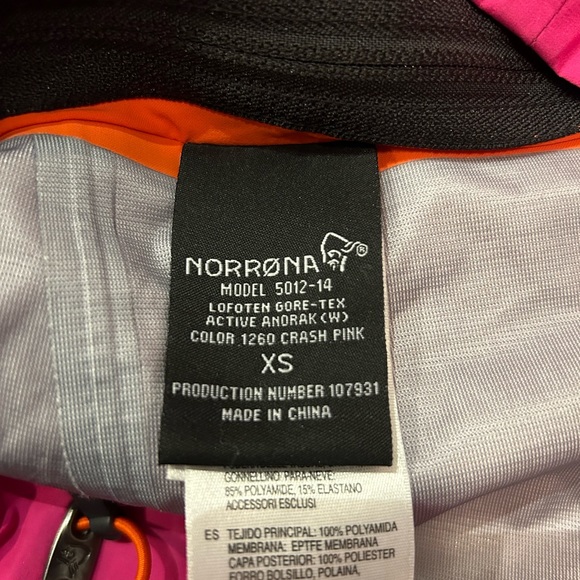 NORRØNA®
MODEL 5012-14
LOFOTEN GORE-TEX
ACTIVE ANORAK (W)
COLOR 1260 CRASH PINK
XS
PRODUCTION NUMBER 107931
MADE IN CHINA
GONNELLINO PARA-NEVE:
85% POLYAMIDE, 15% ELASTANO
ACCESSORI ESCLUSI
ES TEJIDO PRINCIPAL: 100% POLYAMIDA
MEMBRANA: EPTFE MEMBRANA
CAPA POSTERIOR: 100% POLIESTER
FORRO BOLSILLO, POLAINA,